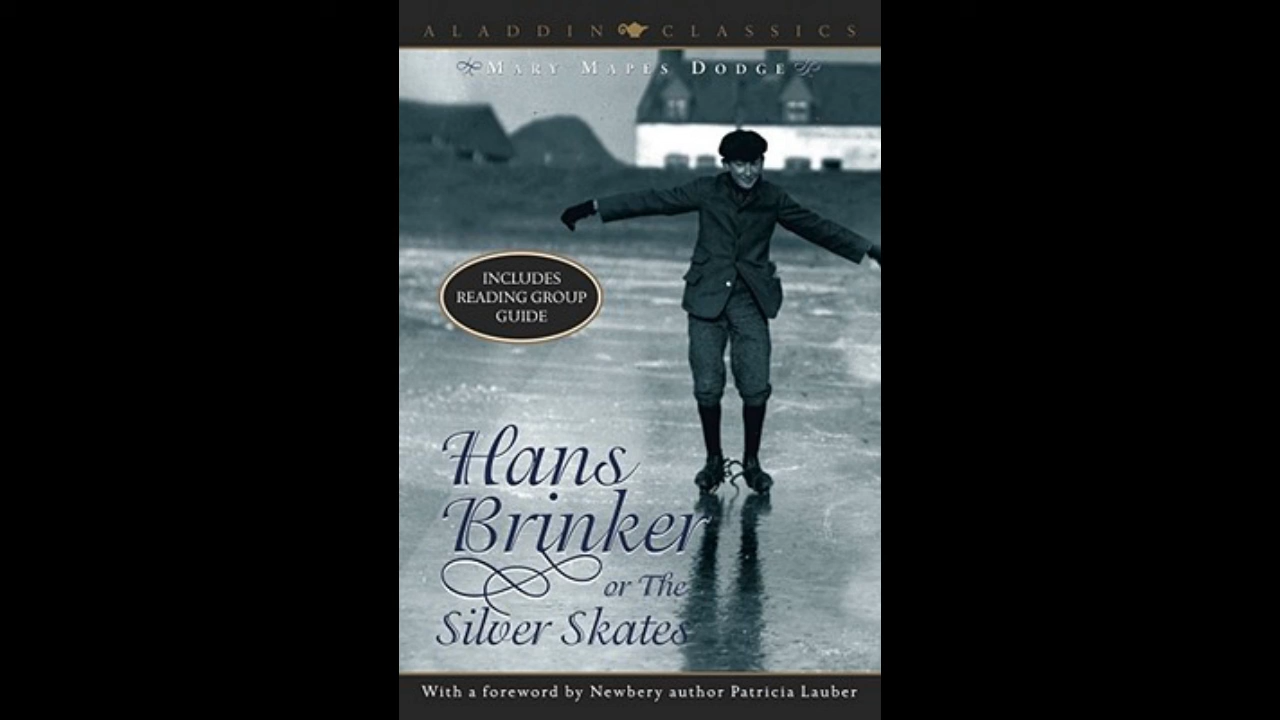 ALADDIN CLASSICS
MARY MAPES DODGE
INCLUDES
READING GROUP
GUIDE
Hans
Brinker
or The
Silver Skates
With a foreword by Newbery author Patricia Lauber